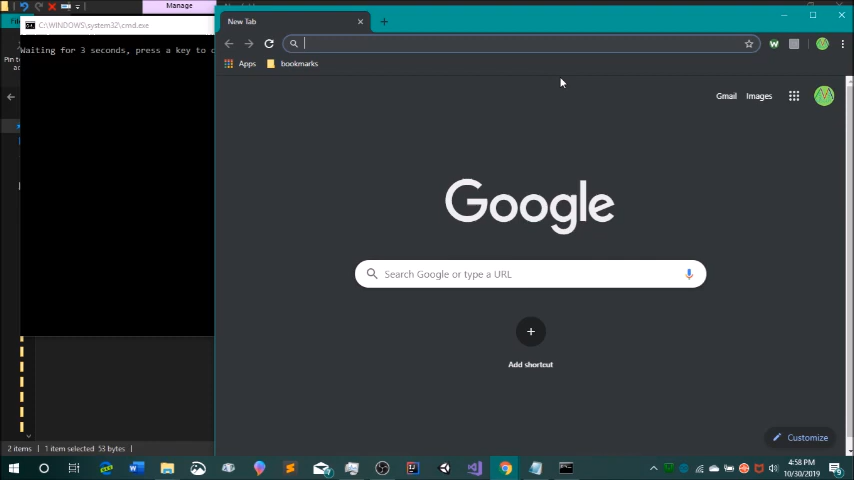 Manage
C:\WINDOWS\system32\cmd.exe
New Tab
Waiting for 3 seconds, press a key to
Pin to
Apps
bookmarks
Gmail
Images
Google
Search Google or type a URL
Add shortcut
Customize
2 items
1 item selected 53 bytes
4:58 PM
10/30/2019